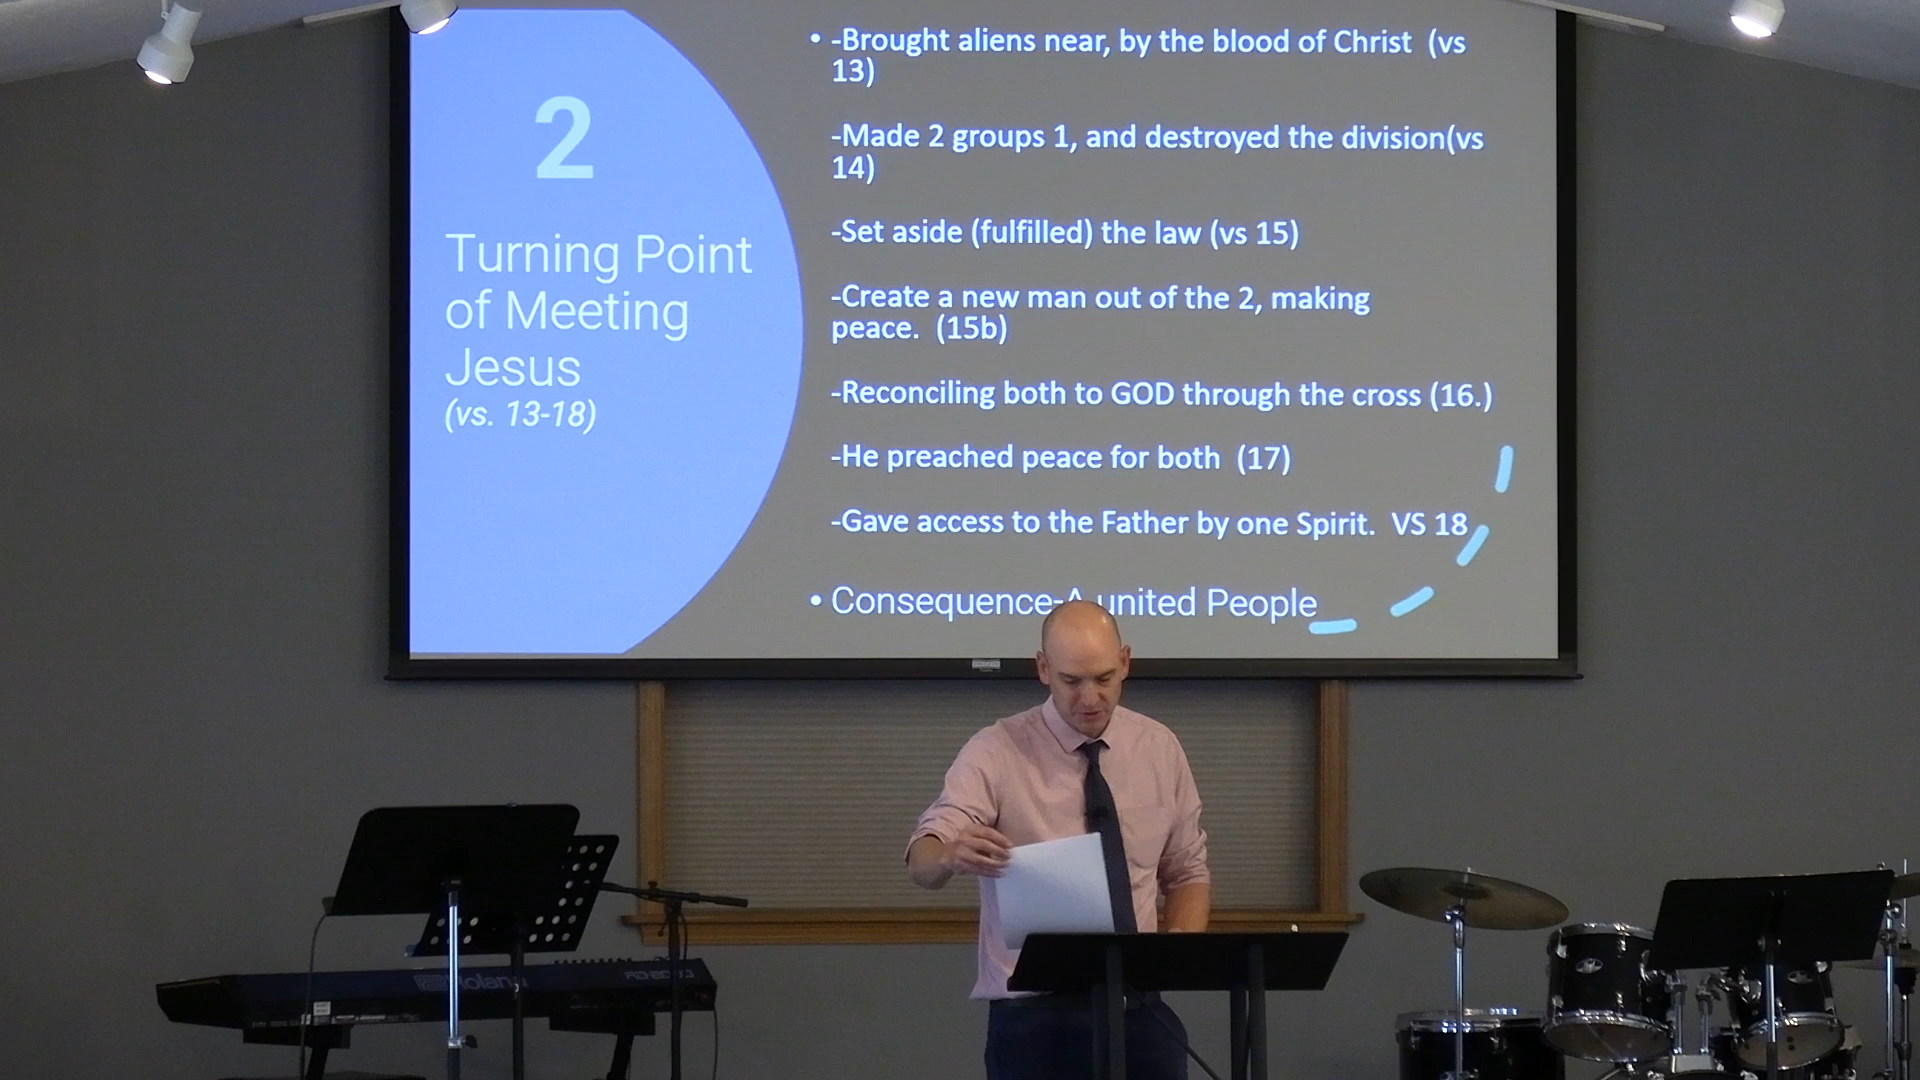 2
Turning Point
of Meeting
Jesus
(vs. 13-18)
• -Brought aliens near, by the blood of Christ (vs
13)
-Made 2 groups 1, and destroyed the division(vs
14)
-Set aside (fulfilled) the law (vs 15)
-Create a new man out of the 2, making
peace. (15b)
-Reconciling both to GOD through the cross (16.)
-He preached peace for both (17)
-Gave access to the Father by one Spirit. VS 18
• Consequence-A united People
Roland